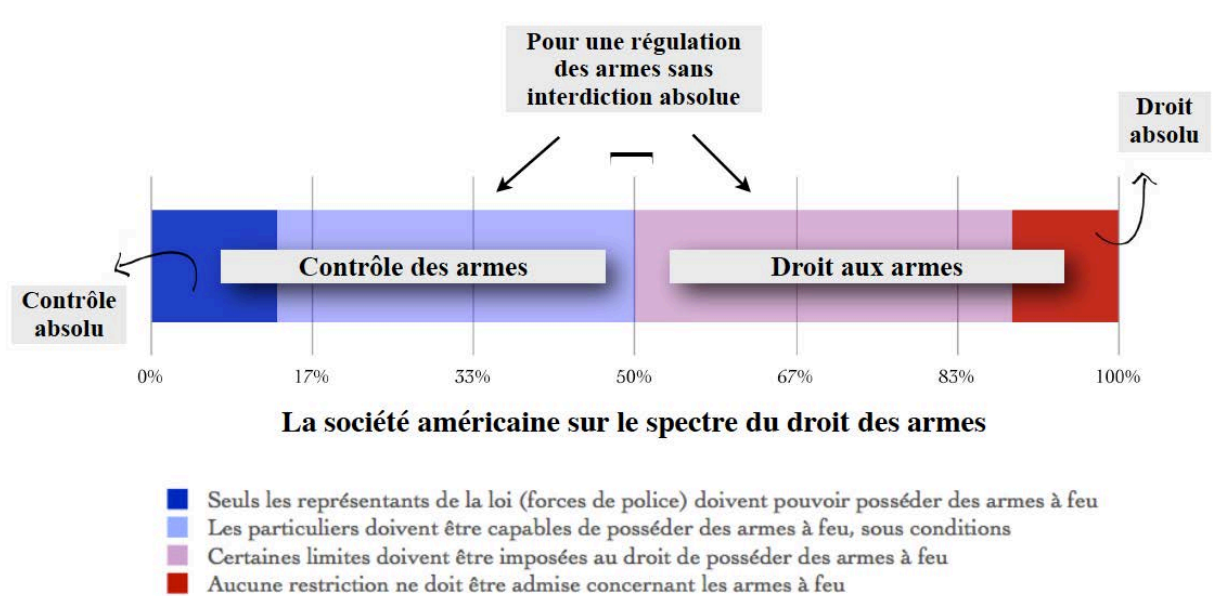 Pour une régulation
des armes sans
interdiction absolue
Droit
absolu
Contrôle des armes
Droit aux armes
Contrôle
absolu
0%
17%
33%
50%
67%
83%
100%
La société américaine sur le spectre du droit des armes
Seuls les représentants de la loi (forces de police) doivent pouvoir posséder des armes à feu
Les particuliers doivent être capables de posséder des armes à feu, sous conditions
Certaines limites doivent être imposées au droit de posséder des armes à feu
Aucune restriction ne doit être admise concernant les armes à feu